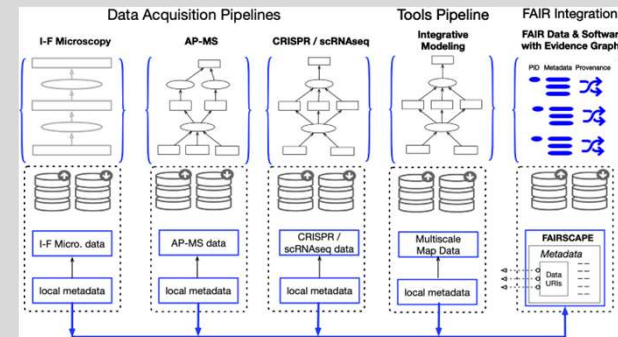 Data Acquisition Pipelines
Tools Pipeline
FAIR Integration
I-F Microscopy
AP-MS
CRISPR / scRNAseq
Integrative
Modeling
FAIR Data & Software
with Evidence Graph
PID Metadata Provenance
I-F Micro. data
AP-MS data
CRISPR /
scRNAseq data
Multiscale
Map Data
FAIRSCAPE
Metadata
Data
URIs
local metadata
local metadata
local metadata
local metadata